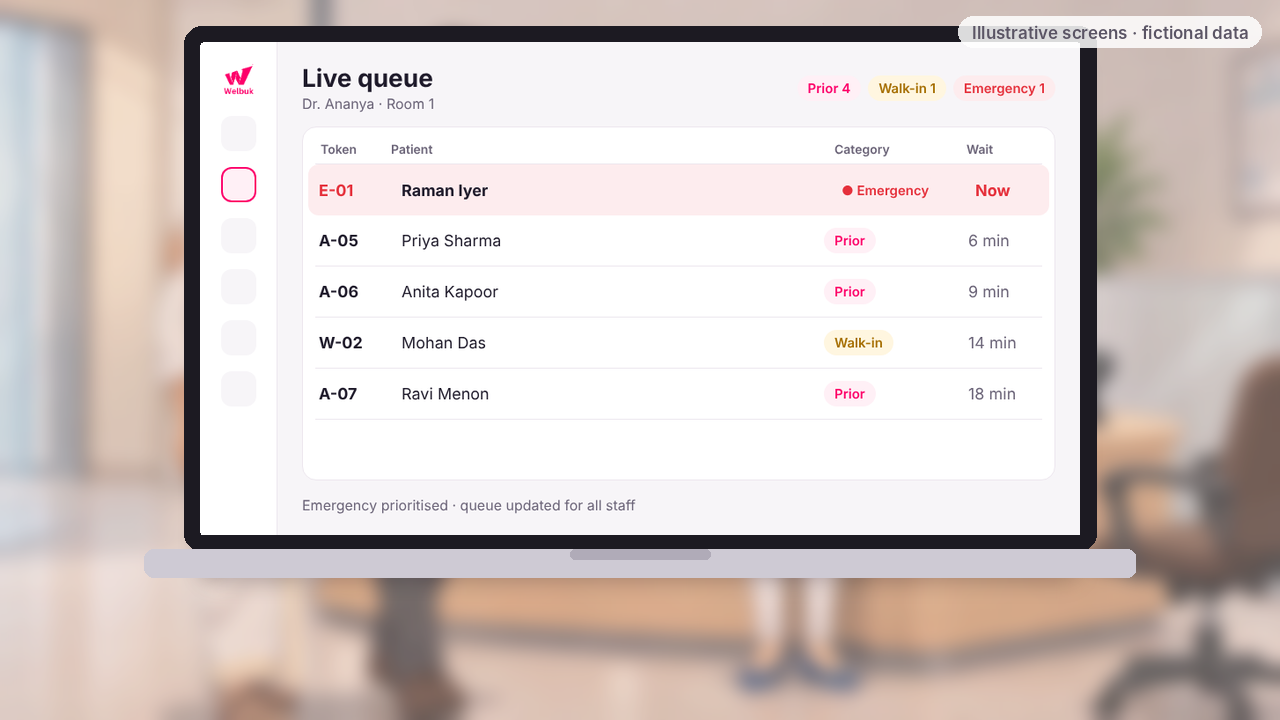 Illustrative screens · fictional data
Welbuk
Live queue
Dr. Ananya · Room 1
Prior 4
Walk-in 1
Emergency 1
Token Patient Category Wait
E-01 Raman Iyer Emergency Now
A-05 Priya Sharma Prior 6 min
A-06 Anita Kapoor Prior 9 min
W-02 Mohan Das Walk-in 14 min
A-07 Ravi Menon Prior 18 min
Emergency prioritised · queue updated for all staff